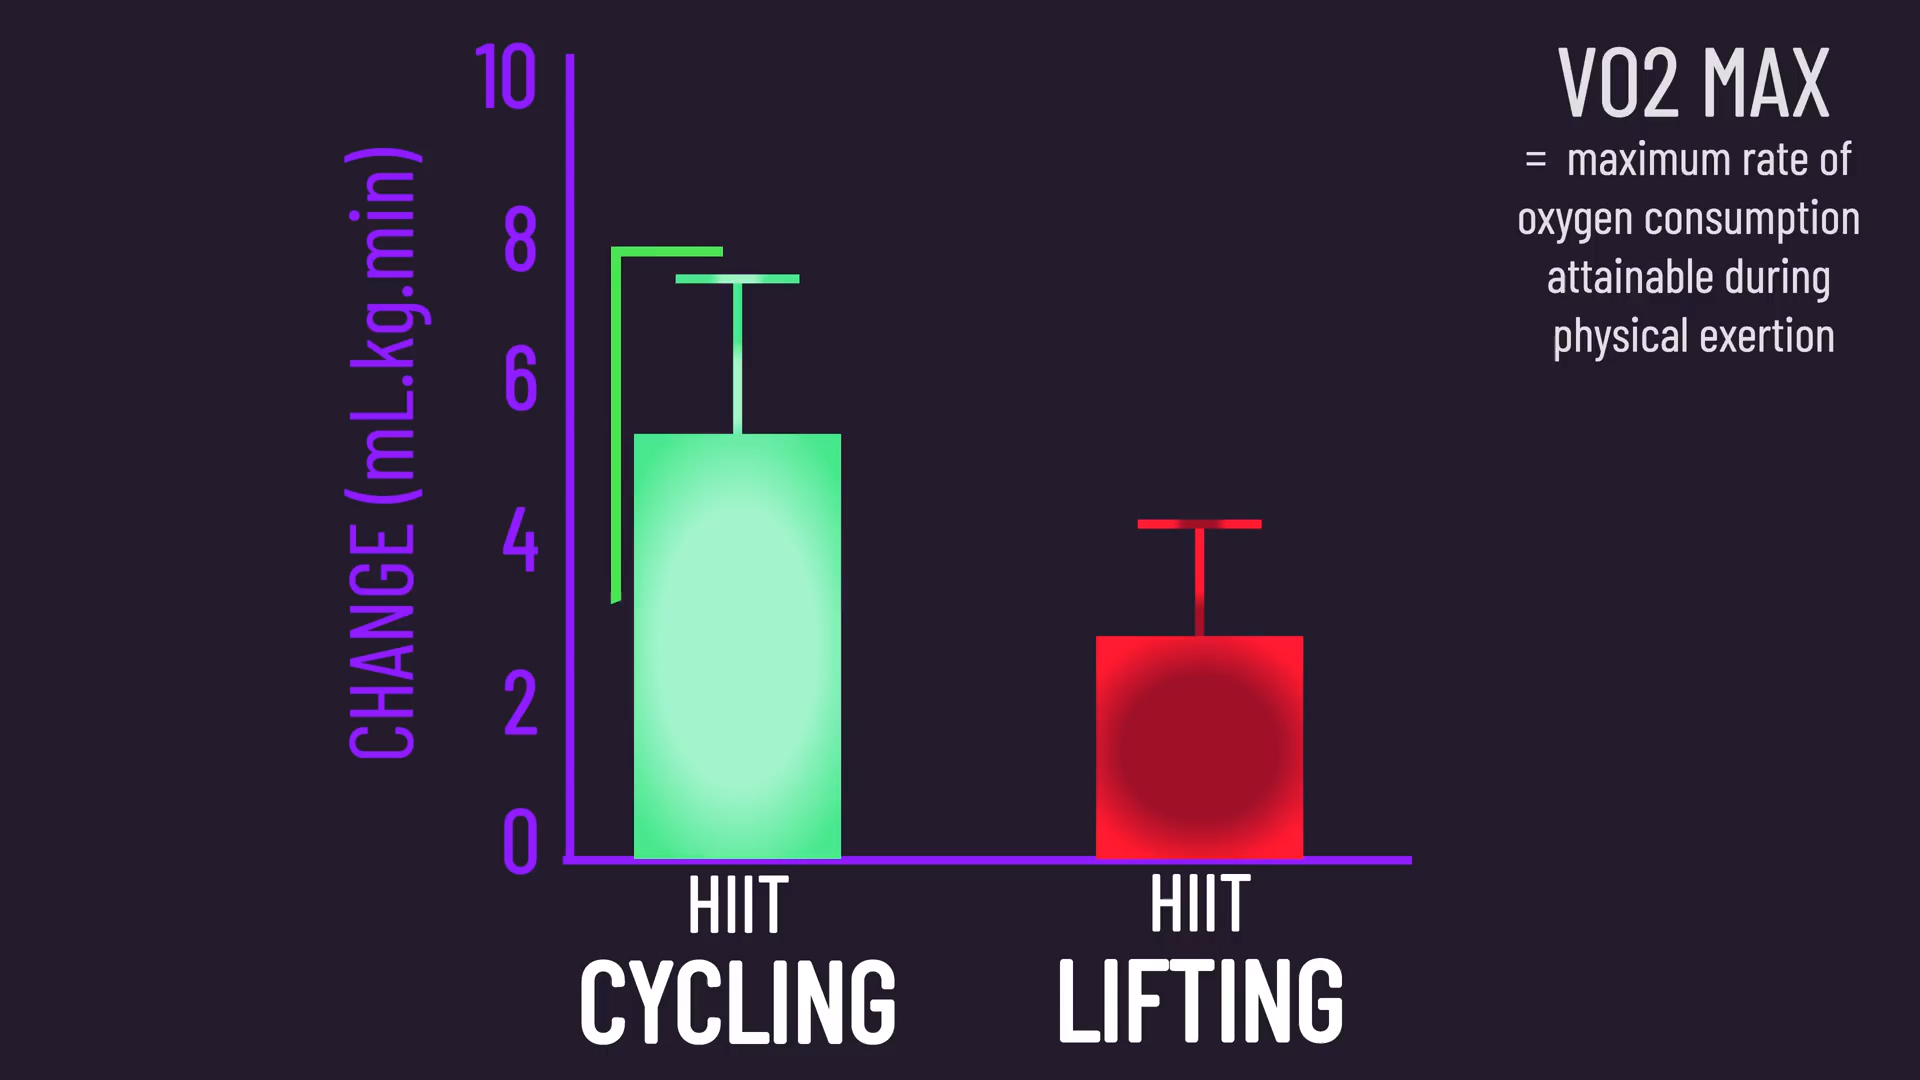 VO2 MAX
= maximum rate of
oxygen consumption
attainable during
physical exertion
CHANGE (mL.kg.min)
10
8
6
4
2
0
HIIT
CYCLING
HIIT
LIFTING